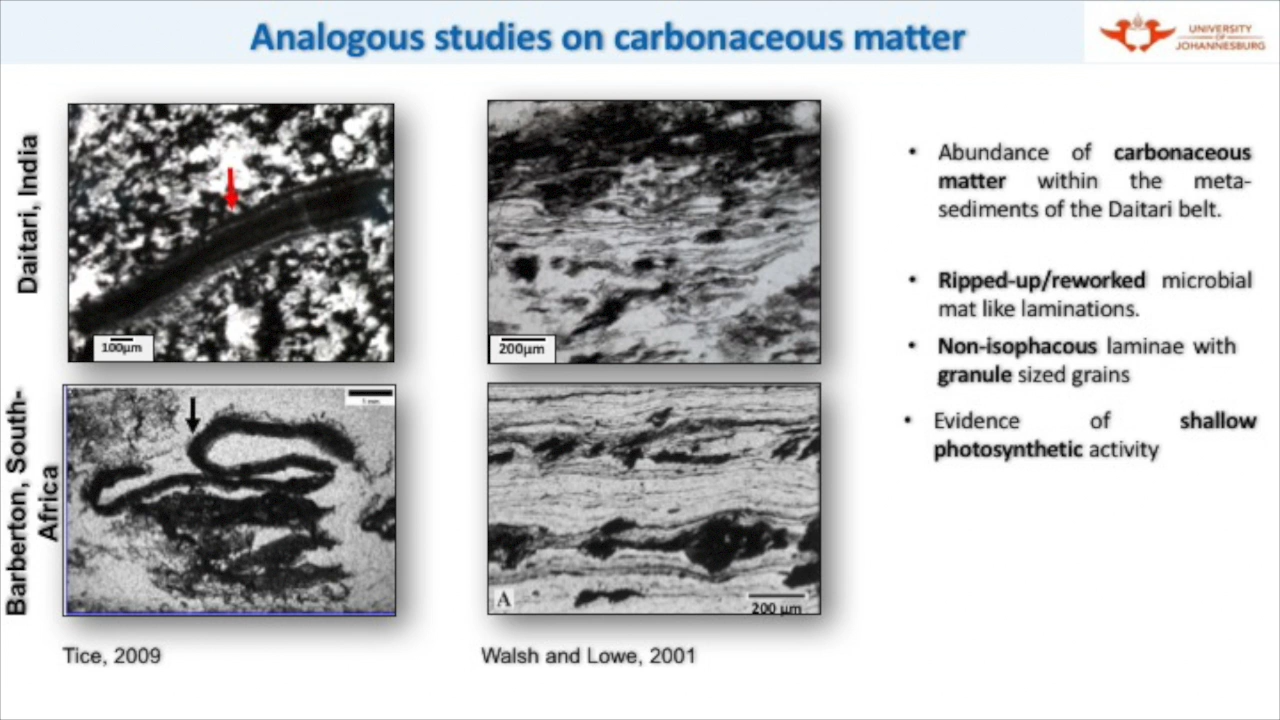 Analogous studies on carbonaceous matter
UNIVERSITY
OF
JOHANNESBURG
Daitari, India
100µm
200µm
Barberton, South-
Africa
1 mm
A
200 µm
Tice, 2009
Walsh and Lowe, 2001
• Abundance of carbonaceous
matter within the meta-
sediments of the Daitari belt.
• Ripped-up/reworked microbial
mat like laminations.
• Non-isophacous laminae with
granule sized grains
• Evidence of shallow
photosynthetic activity